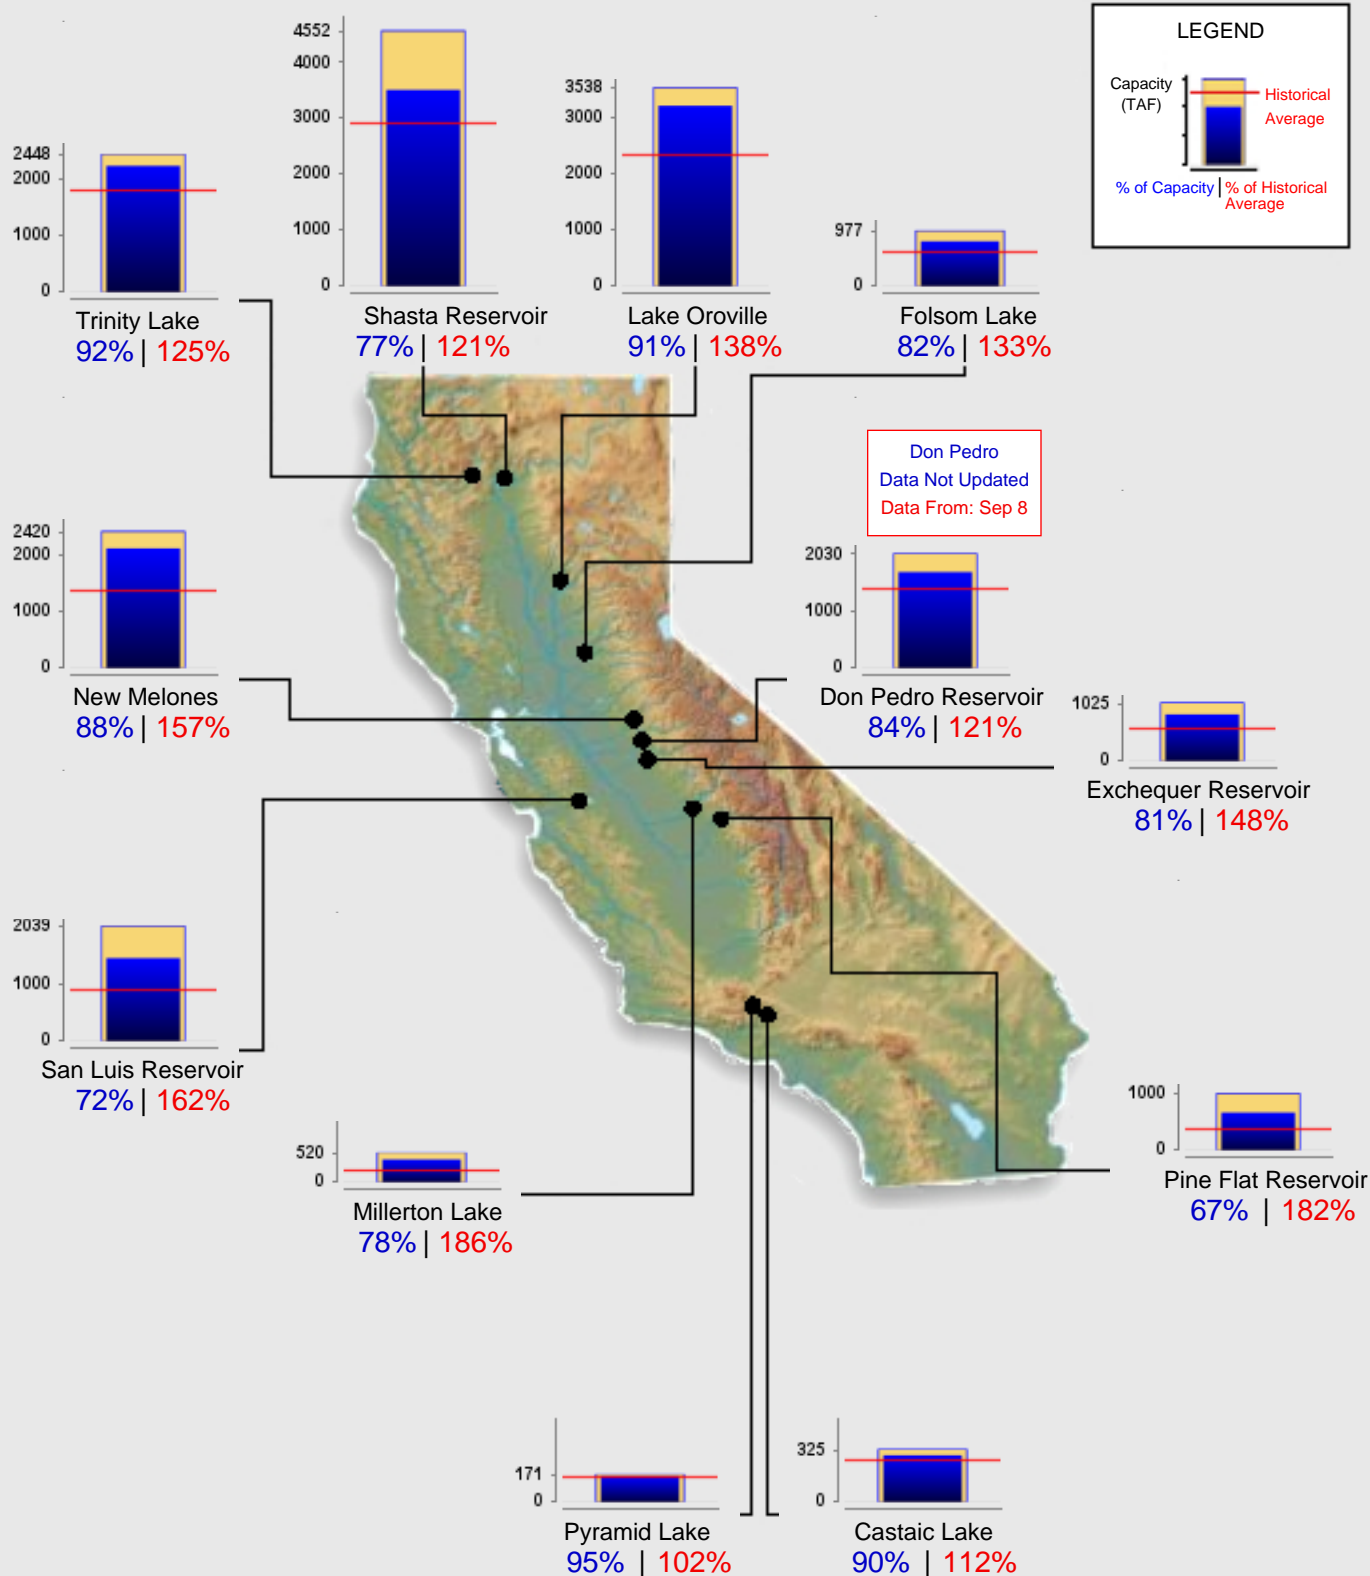 LEGEND
Capacity
(TAF)
Historical
Average
% of Capacity | % of Historical
Average
2448
2000
1000
0
Trinity Lake
92% | 125%
4552
4000
3000
2000
1000
0
Shasta Reservoir
77% | 121%
3538
3000
2000
1000
0
Lake Oroville
91% | 138%
977
0
Folsom Lake
82% | 133%
Don Pedro
Data Not Updated
Data From: Sep 8
2420
2000
1000
0
New Melones
88% | 157%
2030
1000
0
Don Pedro Reservoir
84% | 121%
1025
0
Exchequer Reservoir
81% | 148%
2039
1000
0
San Luis Reservoir
72% | 162%
520
0
Millerton Lake
78% | 186%
1000
0
Pine Flat Reservoir
67% | 182%
171
0
Pyramid Lake
95% | 102%
325
0
Castaic Lake
90% | 112%